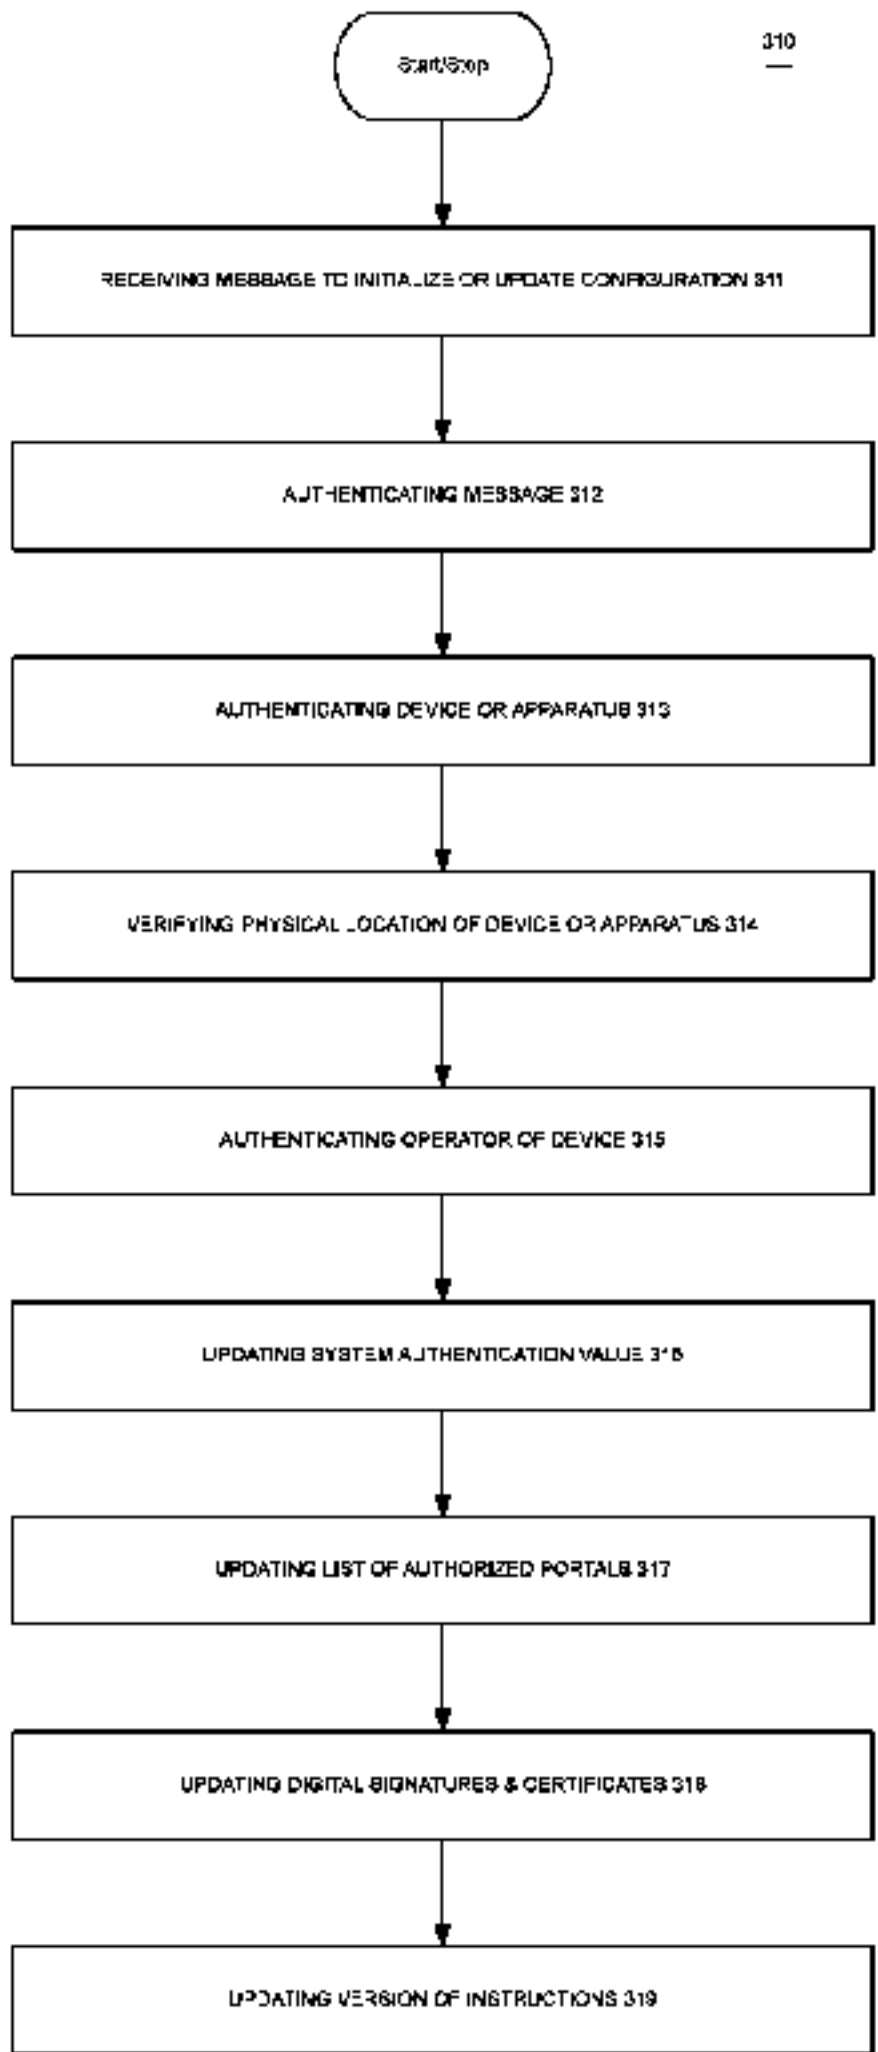 Start/Stop
310
RECEIVING MESSAGE TO INITIALIZE OR UPDATE CONFIGURATION 311
AUTHENTICATING MESSAGE 312
AUTHENTICATING DEVICE OR APPARATUS 313
VERIFYING PHYSICAL LOCATION OF DEVICE OR APPARATUS 314
AUTHENTICATING OPERATOR OF DEVICE 315
UPDATING SYSTEM AUTHENTICATION VALUE 316
UPDATING LIST OF AUTHORIZED PORTALS 317
UPDATING DIGITAL SIGNATURES & CERTIFICATES 318
UPDATING VERSION OF INSTRUCTIONS 319